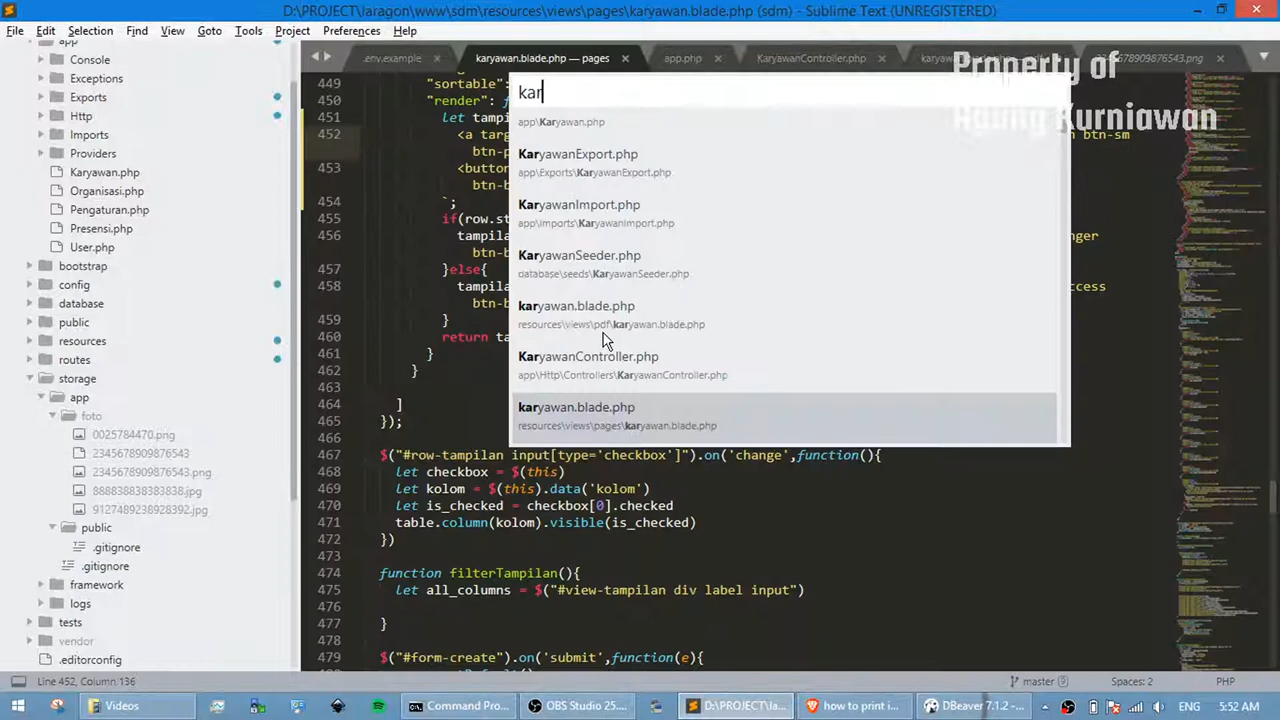 D:\PROJECT\laragon\www\sdm\resources\views\pages\karyawan.blade.php (sdm) - Sublime Text (UNREGISTERED)
File Edit Selection Find View Goto Tools Project Preferences Help
app
Console
Exceptions
Exports
Http
Imports
Providers
Karyawan.php
Organisasi.php
Pengaturan.php
Presensi.php
User.php
bootstrap
config
database
public
resources
routes
storage
app
foto
0025784470.png
2345678909876543
2345678909876543.png
888838838383838.jpg
9127489238928392.jpg
public
.gitignore
.gitignore
framework
logs
tests
vendor
.editorconfig
.env.example
karyawan.blade.php — pages
app.php
KaryawanController.php
Property of
Kurniawan
kar
app\Karyawan.php
KaryawanExport.php
app\Exports\KaryawanExport.php
KaryawanImport.php
app\Imports\KaryawanImport.php
KaryawanSeeder.php
database\seeds\KaryawanSeeder.php
karyawan.blade.php
resources\views\pdf\karyawan.blade.php
KaryawanController.php
app\Http\Controllers\KaryawanController.php
karyawan.blade.php
resources\views\pages\karyawan.blade.php
449 "sortable":
450 "render":
451 let tampi
452 <a targ btn-sm
btn-p
453 <button
btn-b
454 `;
455 if(row.st
456 tampila nger
btn-b
457 }else{
458 tampila ccess
btn-b
459 }
460 return ta
461 }
462 }
463
464 ]
465 });
466
467 $("#row-tampilan input[type='checkbox']").on('change',function(){
468 let checkbox = $(this)
469 let kolom = $(this).data('kolom')
470 let is_checked = checkbox[0].checked
471 table.column(kolom).visible(is_checked)
472 })
473
474 function filterTampilan(){
475 let all_columns = $("#view-tampilan div label input")
476
477 }
478
479 $("#form-create").on('submit',function(e){
Line 452, Column 136
master 9
Spaces: 2
PHP
Videos
Command Pro...
OBS Studio 25....
D:\PROJECT\la...
how to print i...
DBeaver 7.1.2 -...
ENG
5:52 AM